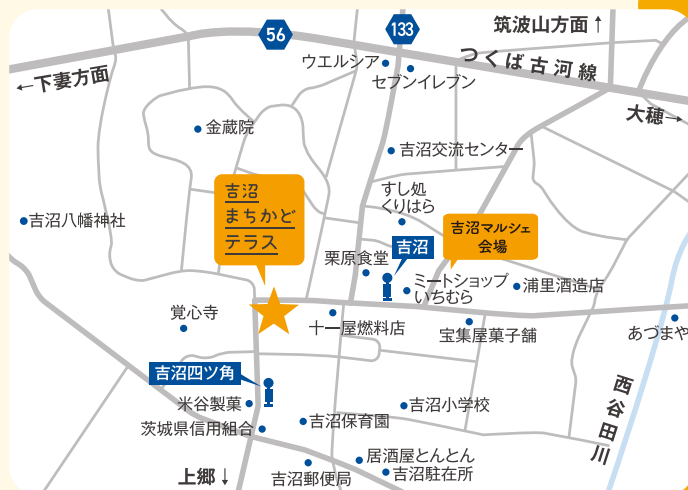 56
133
筑波山方面↑
ウエルシア
つくば古河線
←下妻方面
セブンイレブン
大穂→
金蔵院
吉沼交流センター
吉沼
まちかど
テラス
すし処
くりはら
吉沼八幡神社
吉沼マルシェ
会場
吉沼
栗原食堂
ミートショップ
いちむら
浦里酒造店
覚心寺
十一屋燃料店
宝集屋菓子舗
あづまや
吉沼四ツ角
西谷田川
米谷製菓
吉沼小学校
茨城県信用組合
吉沼保育園
居酒屋とんとん
上郷↓
吉沼郵便局
吉沼駐在所